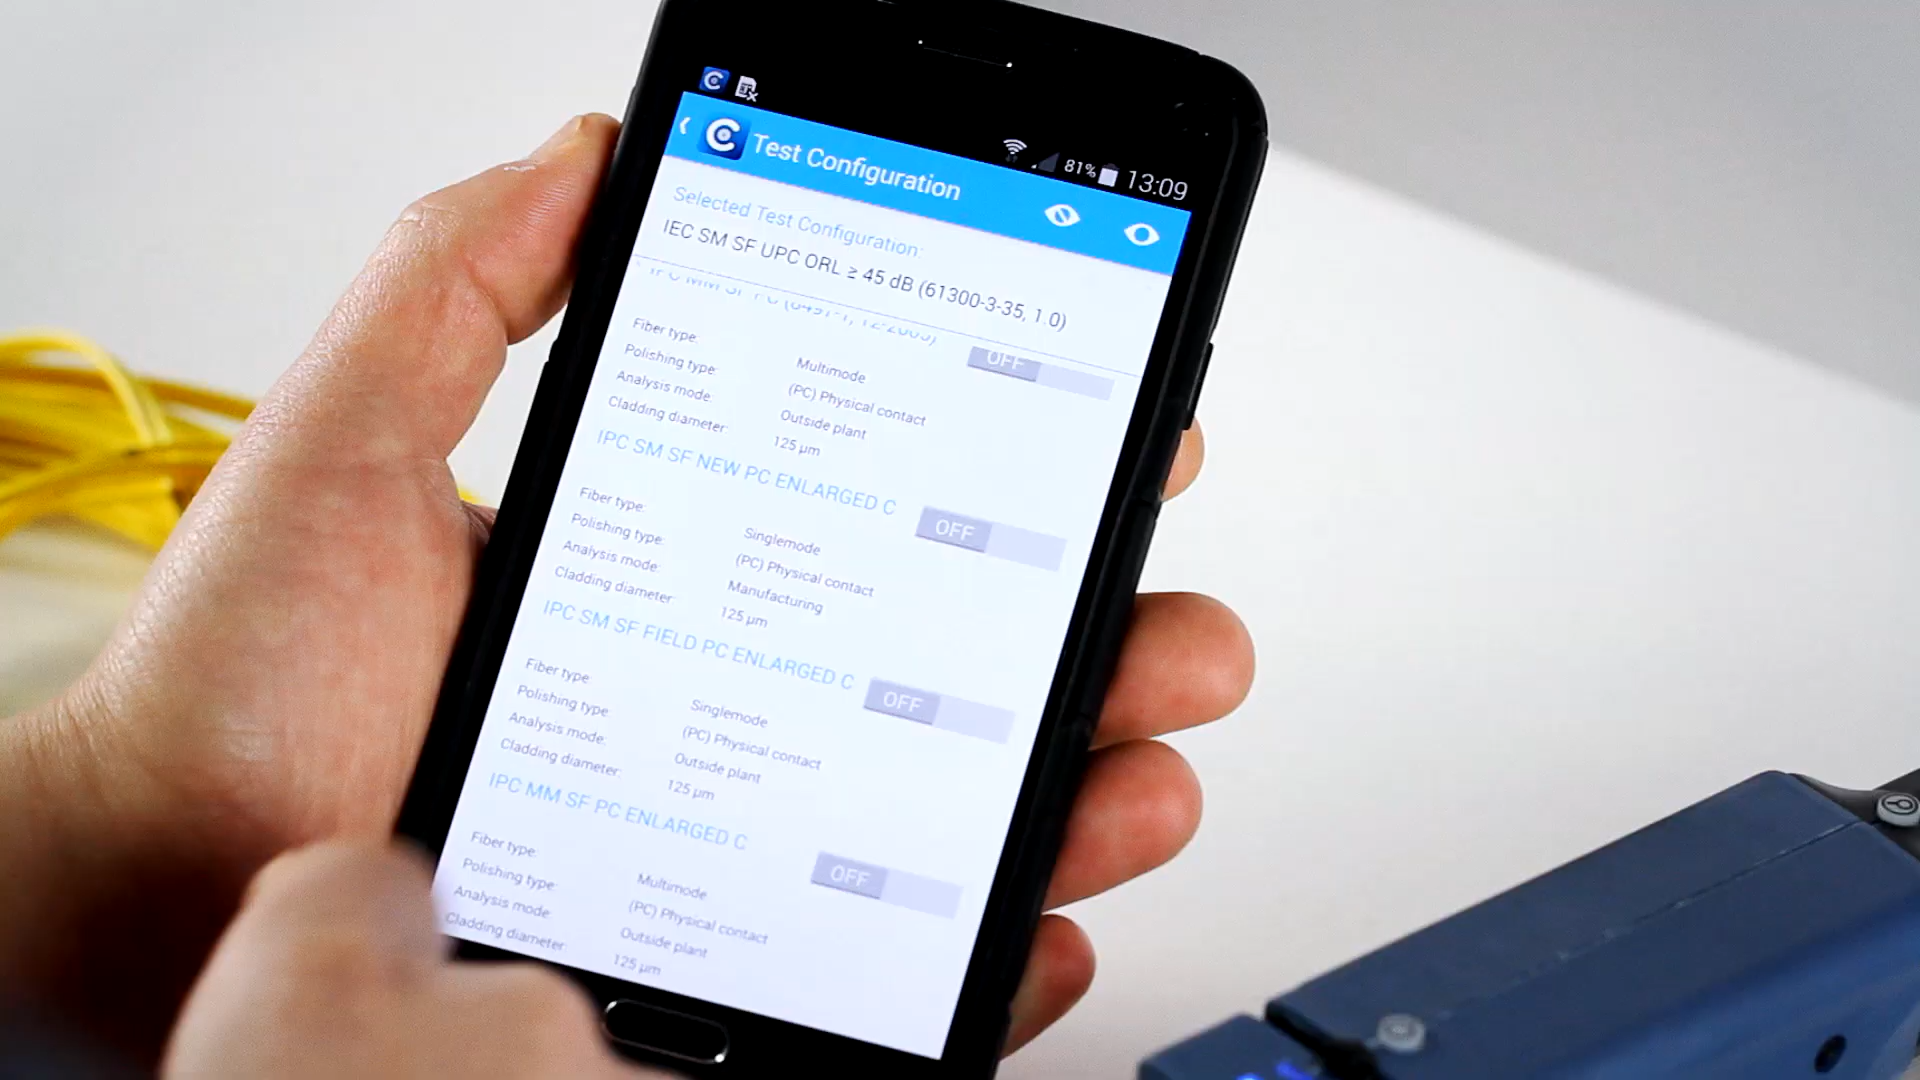 81% 13:09
Test Configuration
Selected Test Configuration:
IEC SM SF UPC ORL ≥ 45 dB (61300-3-35, 1.0)
Fiber type: Multimode
Polishing type: (PC) Physical contact
Analysis mode: Outside plant
Cladding diameter: 125 µm
OFF
IPC SM SF NEW PC ENLARGED C
Fiber type: Singlemode
Polishing type: (PC) Physical contact
Analysis mode: Manufacturing
Cladding diameter: 125 µm
OFF
IPC SM SF FIELD PC ENLARGED C
Fiber type: Singlemode
Polishing type: (PC) Physical contact
Analysis mode: Outside plant
Cladding diameter: 125 µm
OFF
IPC MM SF PC ENLARGED C
Fiber type: Multimode
Polishing type: (PC) Physical contact
Analysis mode Outside plant
Cladding diameter: 125 µm
OFF